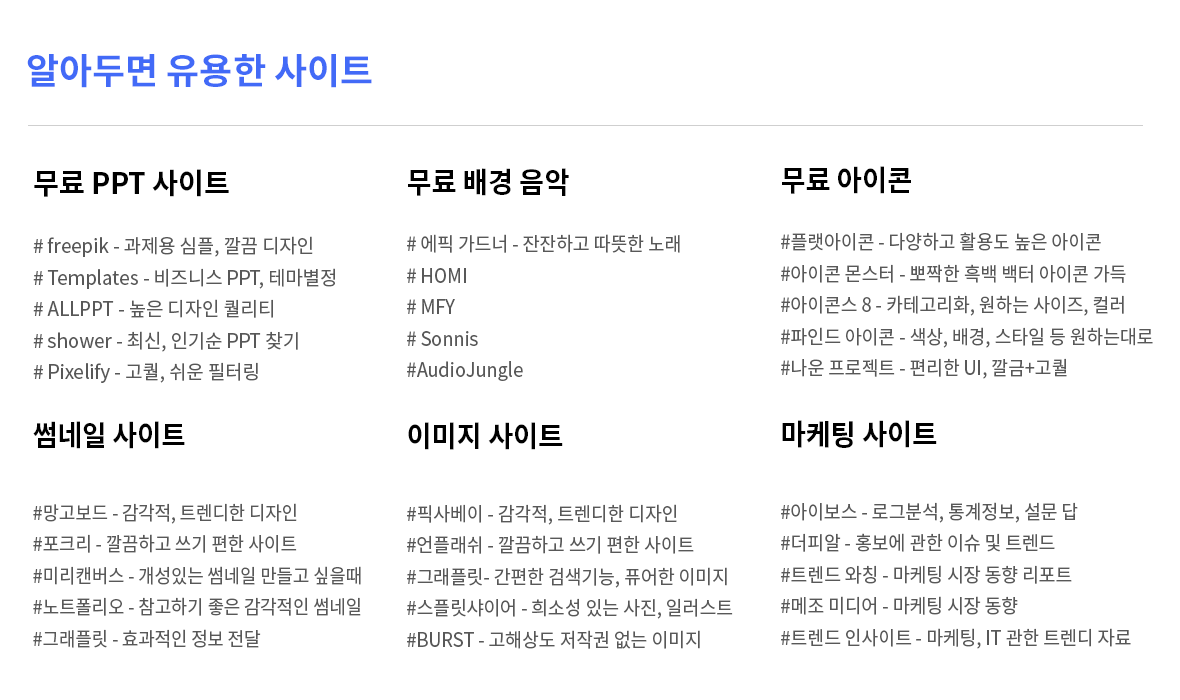 알아두면 유용한 사이트
무료 PPT 사이트
# freepik - 과제용 심플, 깔끔 디자인
# Templates - 비즈니스 PPT, 테마별정
# ALLPPT - 높은 디자인 퀄리티
# shower - 최신, 인기순 PPT 찾기
# Pixelify - 고퀄, 쉬운 필터링
무료 배경 음악
# 에픽 가드너 - 잔잔하고 따뜻한 노래
# HOMI
# MFY
# Sonnis
#AudioJungle
무료 아이콘
#플랫아이콘 - 다양하고 활용도 높은 아이콘
#아이콘 몬스터 - 뽀짝한 흑백 백터 아이콘 가득
#아이콘스 8 - 카테고리화, 원하는 사이즈, 컬러
#파인드 아이콘 - 색상, 배경, 스타일 등 원하는대로
#나운 프로젝트 - 편리한 UI, 깔금+고퀄
썸네일 사이트
#망고보드 - 감각적, 트렌디한 디자인
#포크리 - 깔끔하고 쓰기 편한 사이트
#미리캔버스 - 개성있는 썸네일 만들고 싶을때
#노트폴리오 - 참고하기 좋은 감각적인 썸네일
#그래플릿 - 효과적인 정보 전달
이미지 사이트
#픽사베이 - 감각적, 트렌디한 디자인
#언플래쉬 - 깔끔하고 쓰기 편한 사이트
#그래플릿- 간편한 검색기능, 퓨어한 이미지
#스플릿샤이어 - 희소성 있는 사진, 일러스트
#BURST - 고해상도 저작권 없는 이미지
마케팅 사이트
#아이보스 - 로그분석, 통계정보, 설문 답
#더피알 - 홍보에 관한 이슈 및 트렌드
#트렌드 와칭 - 마케팅 시장 동향 리포트
#메조 미디어 - 마케팅 시장 동향
#트렌드 인사이트 - 마케팅, IT 관한 트렌디 자료